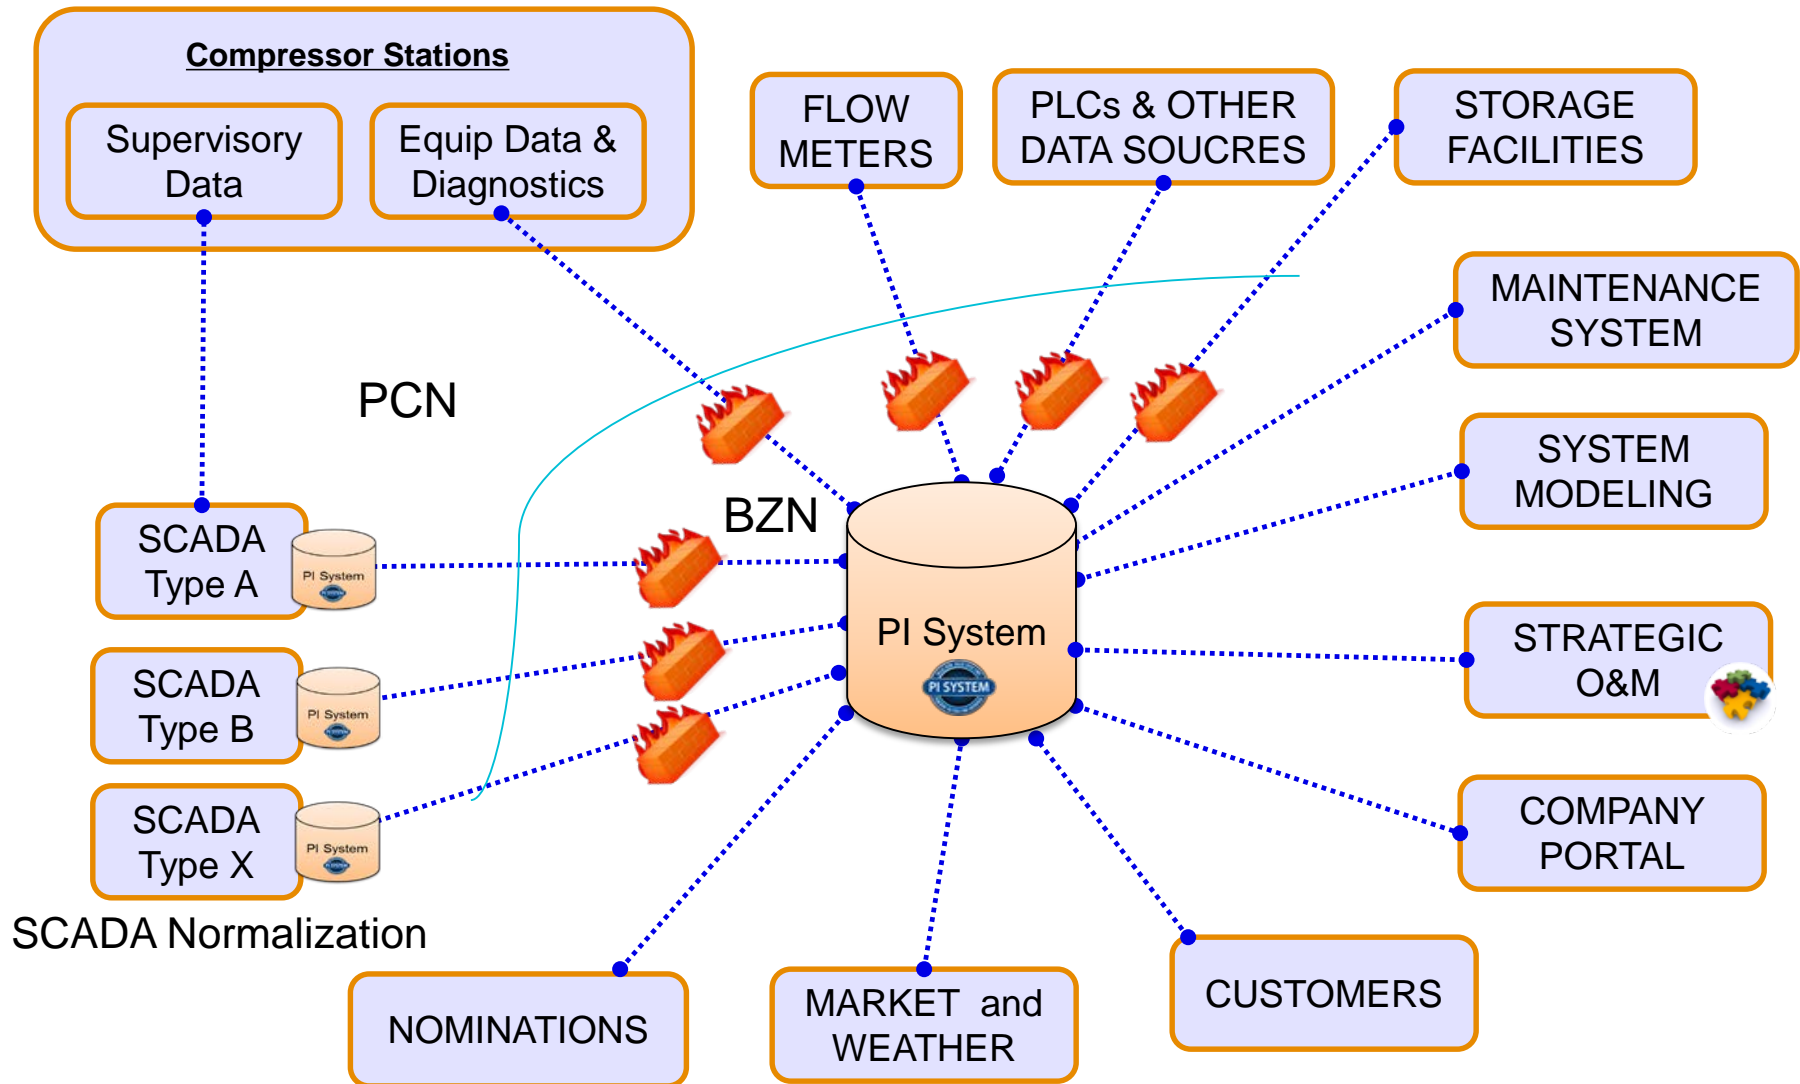 Compressor Stations
Supervisory
Data
Equip Data &
Diagnostics
FLOW
METERS
PLCs & OTHER
DATA SOUCRES
STORAGE
FACILITIES
MAINTENANCE
SYSTEM
PCN
SYSTEM
MODELING
BZN
SCADA
Type A
PI System
PI System
PI SYSTEM
STRATEGIC
O&M
SCADA
Type B
PI System
SCADA
Type X
PI System
COMPANY
PORTAL
SCADA Normalization
NOMINATIONS
MARKET and
WEATHER
CUSTOMERS